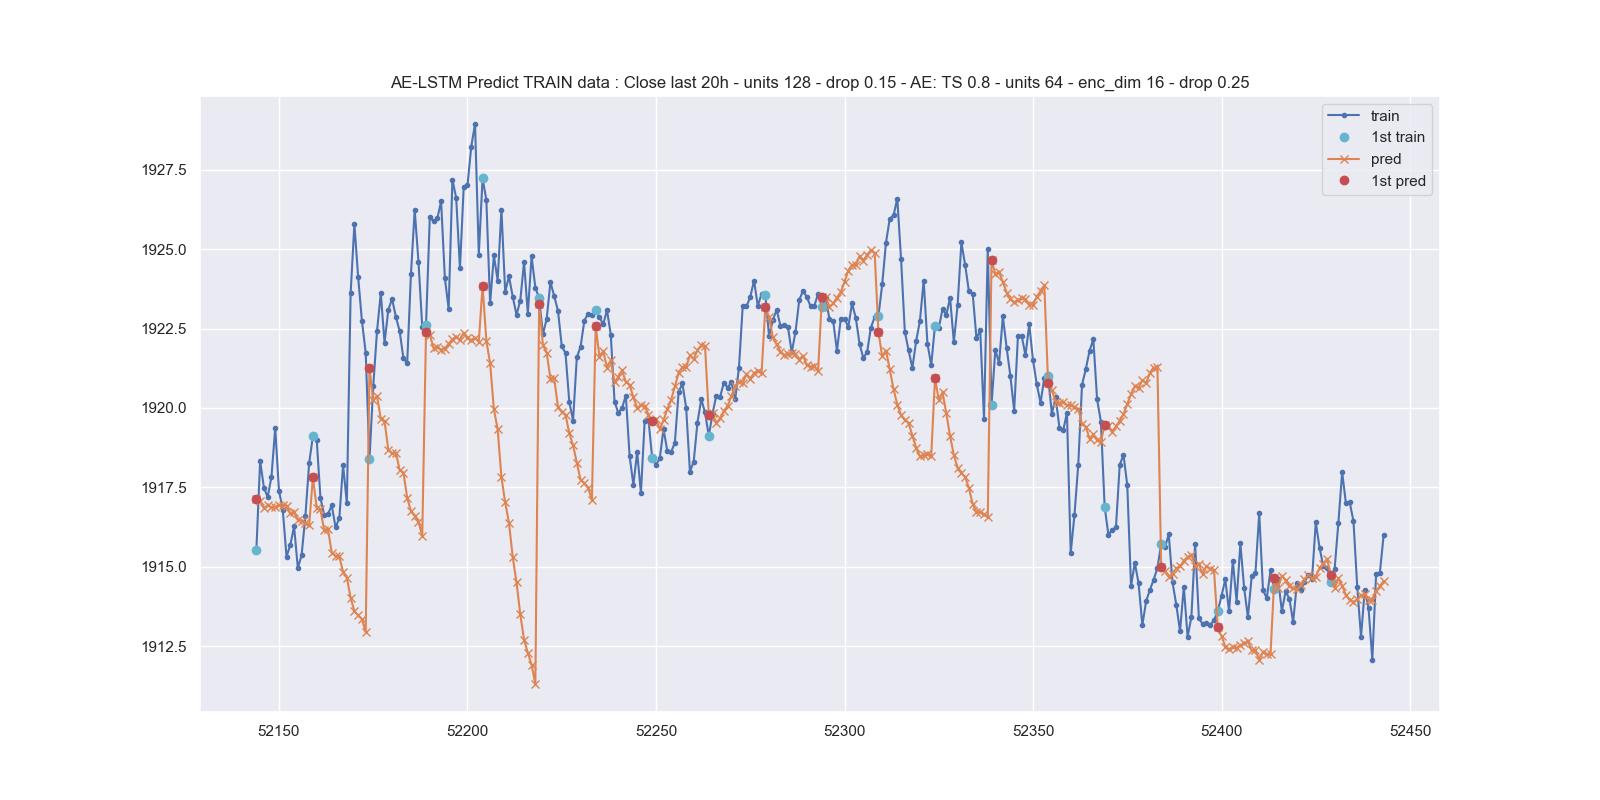 AE-LSTM Predict TRAIN data : Close last 20h - units 128 - drop 0.15 - AE: TS 0.8 - units 64 - enc_dim 16 - drop 0.25
train
1st train
pred
1st pred
1927.5
1925.0
1922.5
1920.0
1917.5
1915.0
1912.5
52150 52200 52250 52300 52350 52400 52450